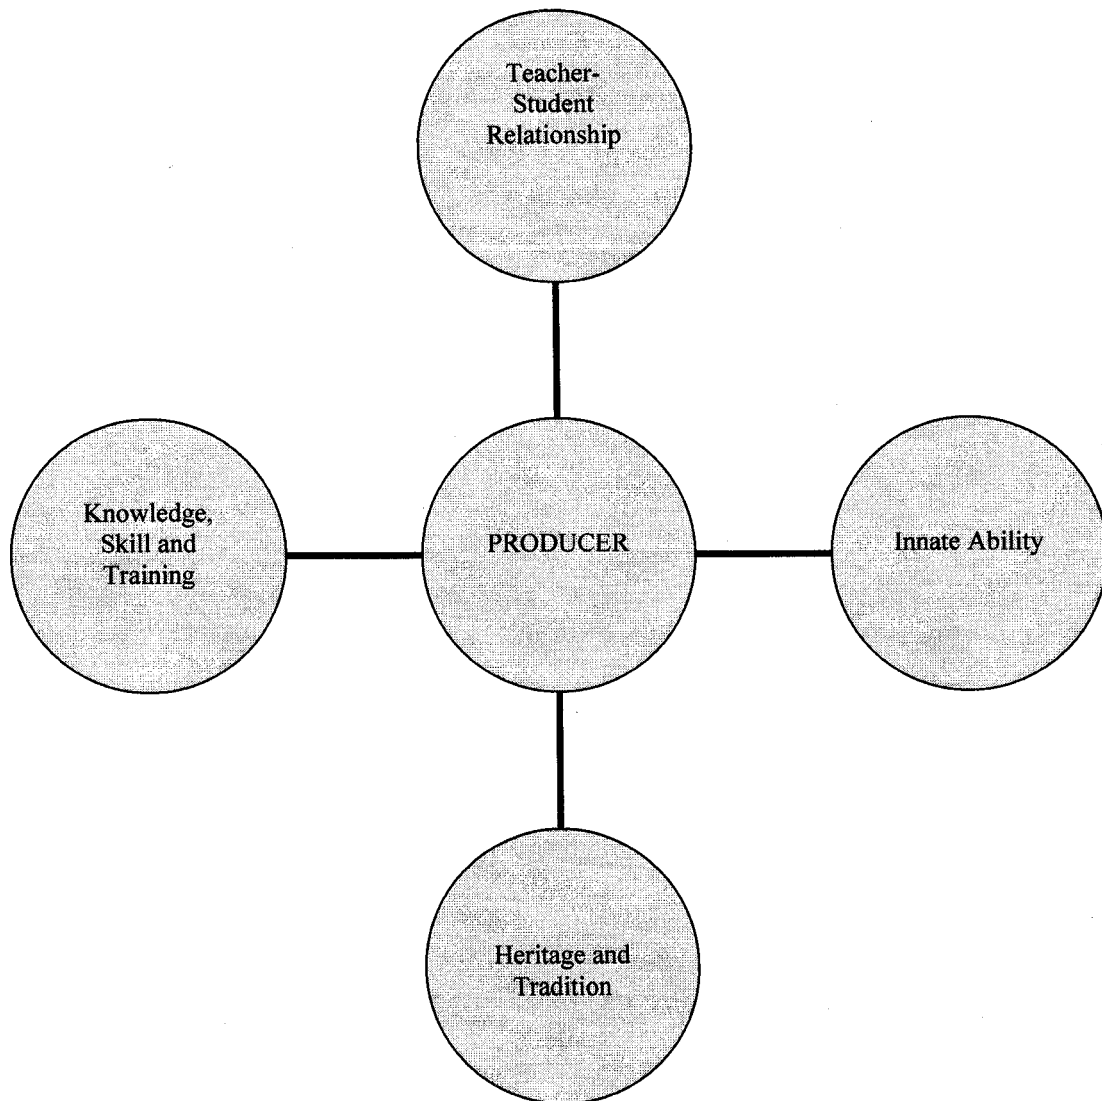 Teacher-
Student
Relationship
Knowledge,
Skill and
Training
PRODUCER
Innate Ability
Heritage and
Tradition